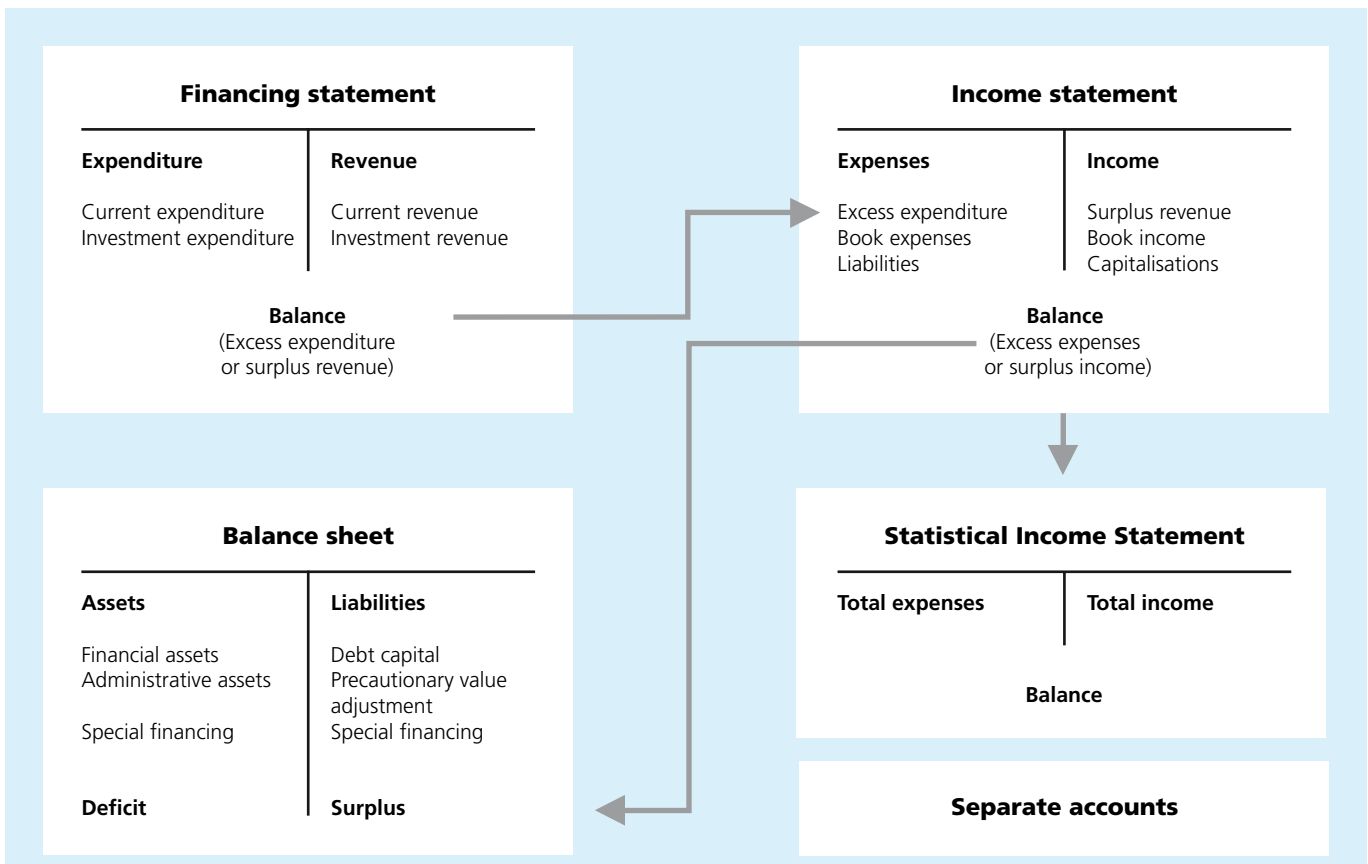 Financing statement
Expenditure
Revenue
Current expenditure
Investment expenditure
Current revenue
Investment revenue
Balance
(Excess expenditure
or surplus revenue)
Income statement
Expenses
Income
Excess expenditure
Book expenses
Liabilities
Surplus revenue
Book income
Capitalisations
Balance
(Excess expenses
or surplus income)
Balance sheet
Assets
Liabilities
Financial assets
Administrative assets
Special financing
Debt capital
Precautionary value
adjustment
Special financing
Deficit
Surplus
Statistical Income Statement
Total expenses
Total income
Balance
Separate accounts